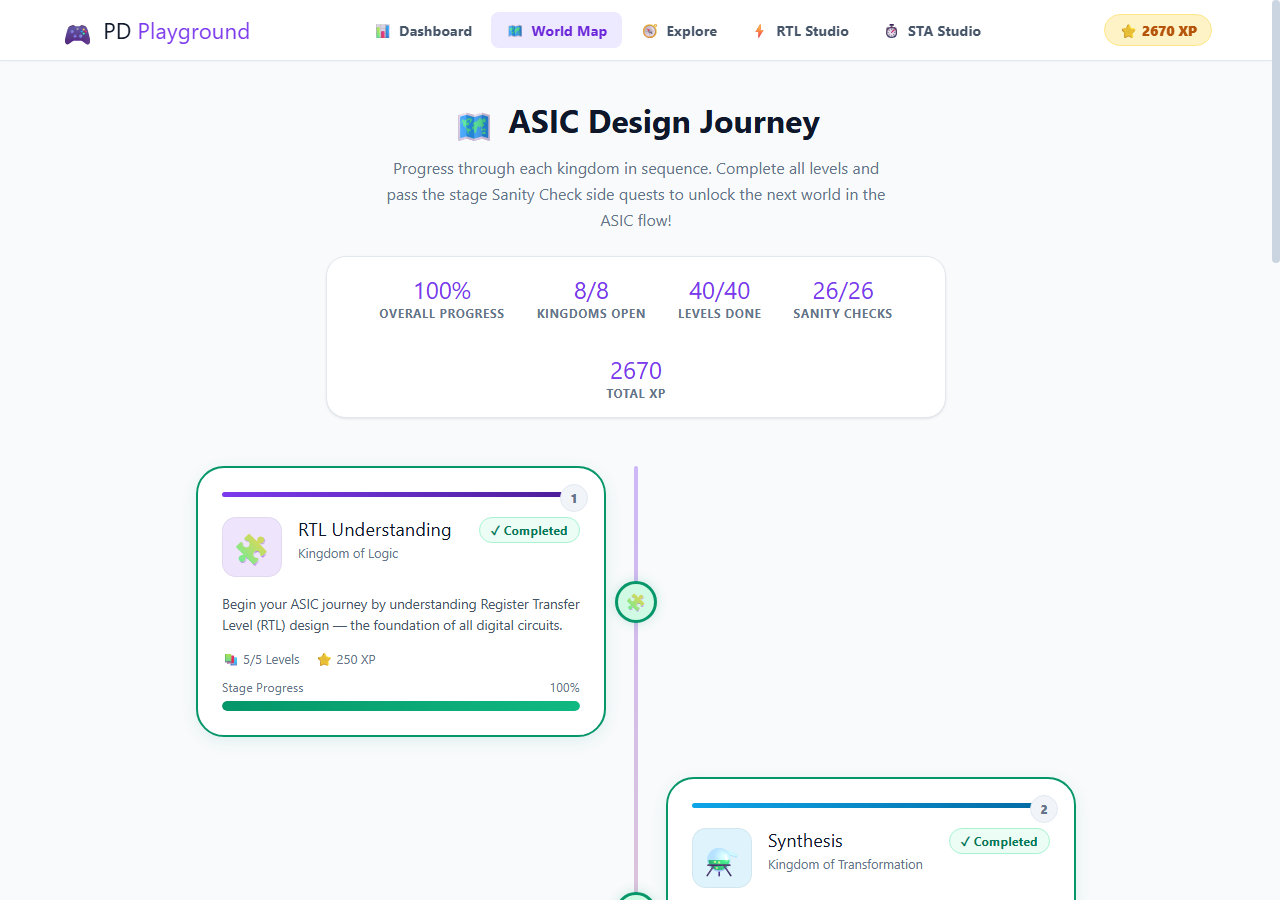 PD Playground
Dashboard
World Map
Explore
RTL Studio
STA Studio
2670 XP
ASIC Design Journey
Progress through each kingdom in sequence. Complete all levels and
pass the stage Sanity Check side quests to unlock the next world in the
ASIC flow!
100%
OVERALL PROGRESS
8/8
KINGDOMS OPEN
40/40
LEVELS DONE
26/26
SANITY CHECKS
2670
TOTAL XP
1
RTL Understanding
✓ Completed
Kingdom of Logic
Begin your ASIC journey by understanding Register Transfer
Level (RTL) design — the foundation of all digital circuits.
5/5 Levels
250 XP
Stage Progress
100%
2
Synthesis
✓ Completed
Kingdom of Transformation